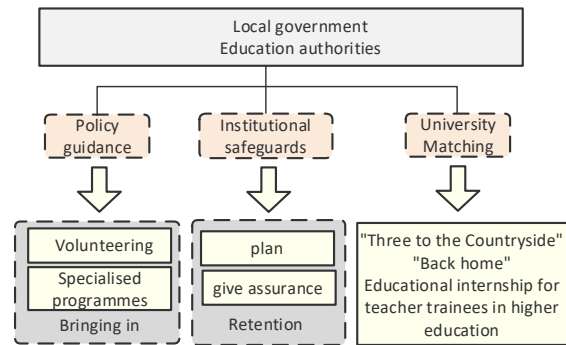 Local government
Education authorities
Policy
guidance
Institutional
safeguards
University
Matching
Volunteering
Specialised
programmes
Bringing in
plan
give assurance
Retention
"Three to the Countryside"
"Back home"
Educational internship for
teacher trainees in higher
education